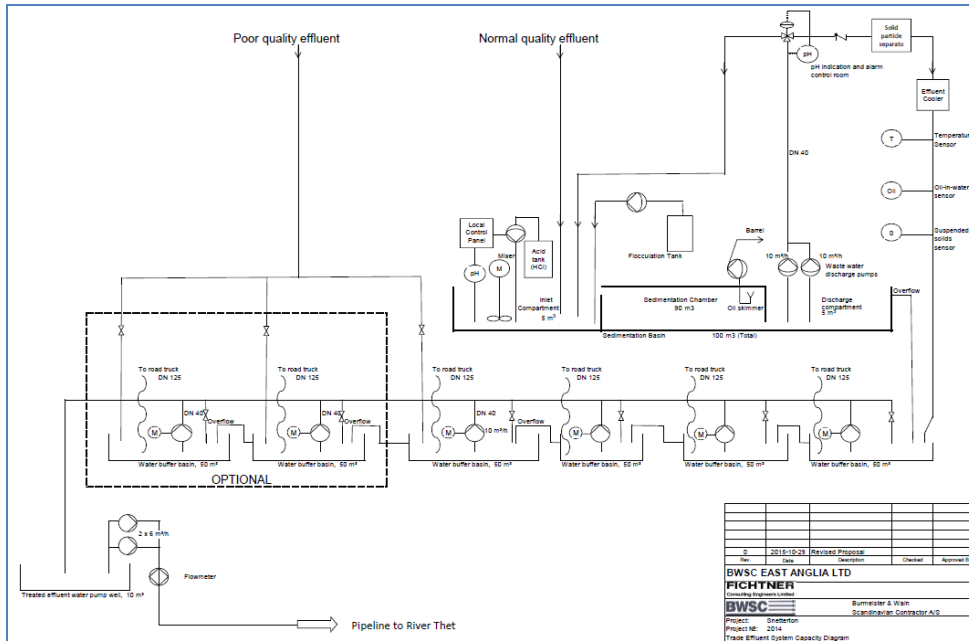 Poor quality effluent
Normal quality effluent
Solid
particle
separato
pH
pH indication and alarm
control room
Effluent
Cooler
T
Temperatur
Sensor
DN 40
Oil
Oil-in-water
sensor
S
Suspended
solids
sensor
Local
Control
Panel
Acid
tank
(HCl)
Mixer
pH
M
Flocculation Tank
Barrel
10 m³/h
10 m³/h
Waste water
discharge pumps
Inlet
Compartment
6 m³
Sedimentation Chamber
90 m3
Oil skimmer
Discharge
compartment
5 m³
Overflow
Sedimentation Basin
100 m3 (Total)
To road truck
DN 125
To road truck
DN 125
To road truck
DN 125
To road truck
DN 125
To road truck
DN 125
To road truck
DN 125
DN 40
DN 40
DN 40
Overflow
Overflow
Overflow
M
M
M
M
M
M
10 m³/h
Water buffer basin, 50 m³
Water buffer basin, 50 m³
Water buffer basin, 50 m³
Water buffer basin, 50 m³
Water buffer basin, 50 m³
Water buffer basin, 50 m³
OPTIONAL
2 x 6 m³/h
Flowmeter
Treated effluent water pump well, 10 m³
Pipeline to River Thet
0 2015-10-29 Revised Proposal
Rev. Date Description Checked Approved B
BWSC EAST ANGLIA LTD
FICHTNER
Consulting Engineers Limited
BWSC
Burmeister & Wain
Scandinavian Contractor A/S
Project: Snetterton
Project №: 2014
Trade Effluent System Capacity Diagram